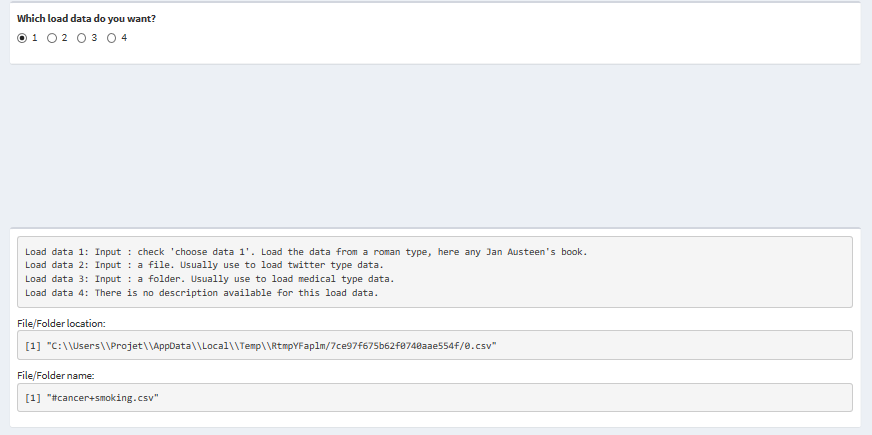 Which load data do you want?
1 2 3 4
Load data 1: Input : check 'choose data 1'. Load the data from a roman type, here any Jan Austeen's book.
Load data 2: Input : a file. Usually use to load twitter type data.
Load data 3: Input : a folder. Usually use to load medical type data.
Load data 4: There is no description available for this load data.
File/Folder location:
[1] "C:\\Users\\Projet\\AppData\\Local\\Temp\\RtmpYFaplm/7ce97f675b62f0740aae554f/0.csv"
File/Folder name:
[1] "#cancer+smoking.csv"